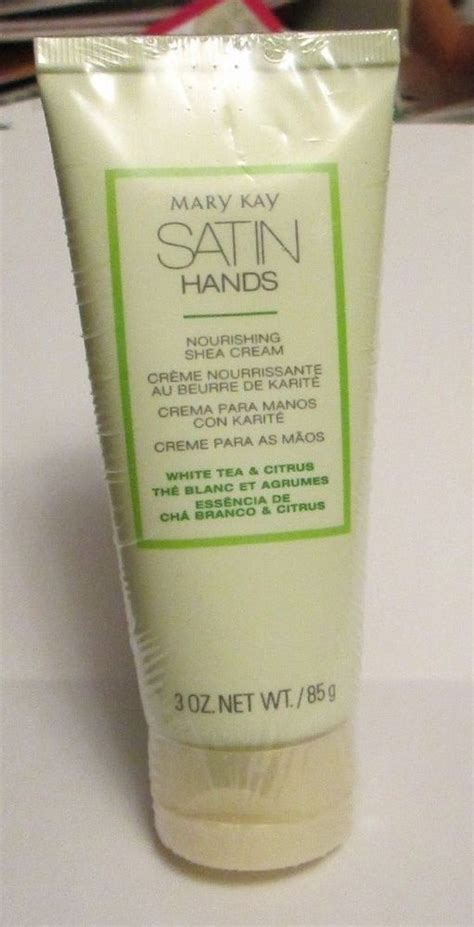 MARY KAY
SATIN
HANDS
NOURISHING
SHEA CREAM
CRÈME NOURRISSANTE
AU BEURRE DE KARITÉ
CREMA PARA MANOS
CON KARITÉ
CREME PARA AS MÃOS
WHITE TEA & CITRUS
THÉ BLANC ET AGRUMES
ESSÊNCIA DE
CHÁ BRANCO & CITRUS
3 OZ. NET WT. / 85 g